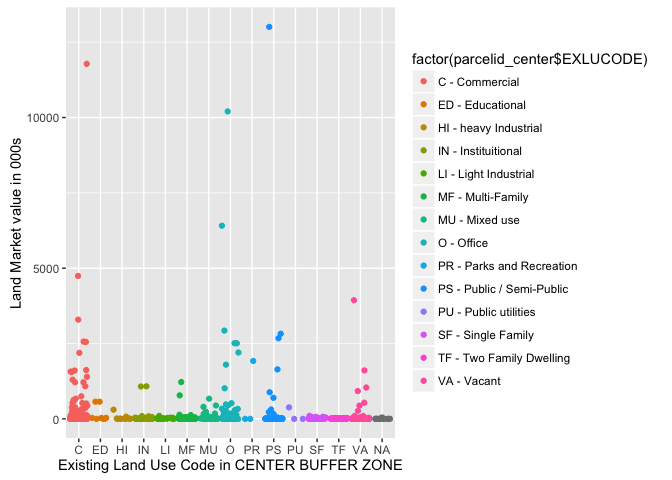 Land Market value in 000s
10000
5000
0
C ED HI IN LI MF MU O PR PS PU SF TF VA NA
Existing Land Use Code in CENTER BUFFER ZONE
factor(parcelid_center$EXLUCODE)
C - Commercial
ED - Educational
HI - heavy Industrial
IN - Instituitional
LI - Light Industrial
MF - Multi-Family
MU - Mixed use
O - Office
PR - Parks and Recreation
PS - Public / Semi-Public
PU - Public utilities
SF - Single Family
TF - Two Family Dwelling
VA - Vacant